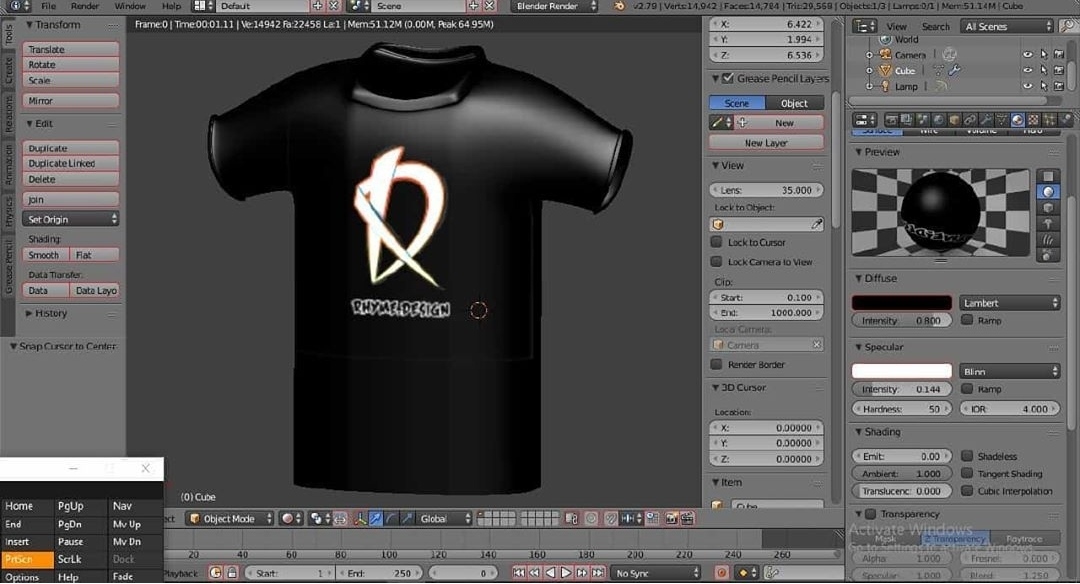 File Render Window Help Default Scene Blender Render v2.79 | Verts:14,942 | Faces:14,784 | Tris:29,568 | Objects:1/3 | Lamps:0/1 | Mem:51.14M | Cube
Frame:0 | Time:00:01.11 | Ve:14942 Fa:22458 La:1 | Mem:51.12M (0.00M, Peak 64.95M)
Tools
Create
Relations
Animation
Physics
Grease Pencil
Transform
Translate
Rotate
Scale
Mirror
Edit
Duplicate
Duplicate Linked
Delete
Join
Set Origin
Shading:
Smooth Flat
Data Transfer:
Data Data Layo
History
Snap Cursor to Center
RHYME.DESIGN
(0) Cube
X: 6.422
Y: 1.994
Z: 6.536
Grease Pencil Layers
Scene Object
New
New Layer
View
Lens: 35.000
Lock to Object:
Lock to Cursor
Lock Camera to View
Clip:
Start: 0.100
End: 1000.000
Local Camera:
Camera
Render Border
3D Cursor
Location:
X: 0.00000
Y: 0.00000
Z: 0.00000
Item
Cube
View Search All Scenes
World
Camera
Cube
Lamp
Surface Wire Volume Halo
Preview
Diffuse
Lambert
Intensity: 0.800 Ramp
Specular
Blinn
Intensity: 0.144 Ramp
Hardness: 50 IOR: 4.000
Shading
Emit: 0.00 Shadeless
Ambient: 1.000 Tangent Shading
Translucenc: 0.000 Cubic Interpolation
Transparency
Activate Windows
Mask Z Transparency Raytrace
Go to Settings to activate Windows.
Alpha: 1.000 Fresnel: 0.000
Specular: 1.000 Blend: 1.250
Object Mode Global
20 40 60 80 100 120 140 160 180 200 220 240 260
Playback Start: 1 End: 250 0 No Sync
Home PgUp Nav
End PgDn Mv Up
Insert Pause Mv Dn
PrtScn ScrLk Dock
Options Help Fade